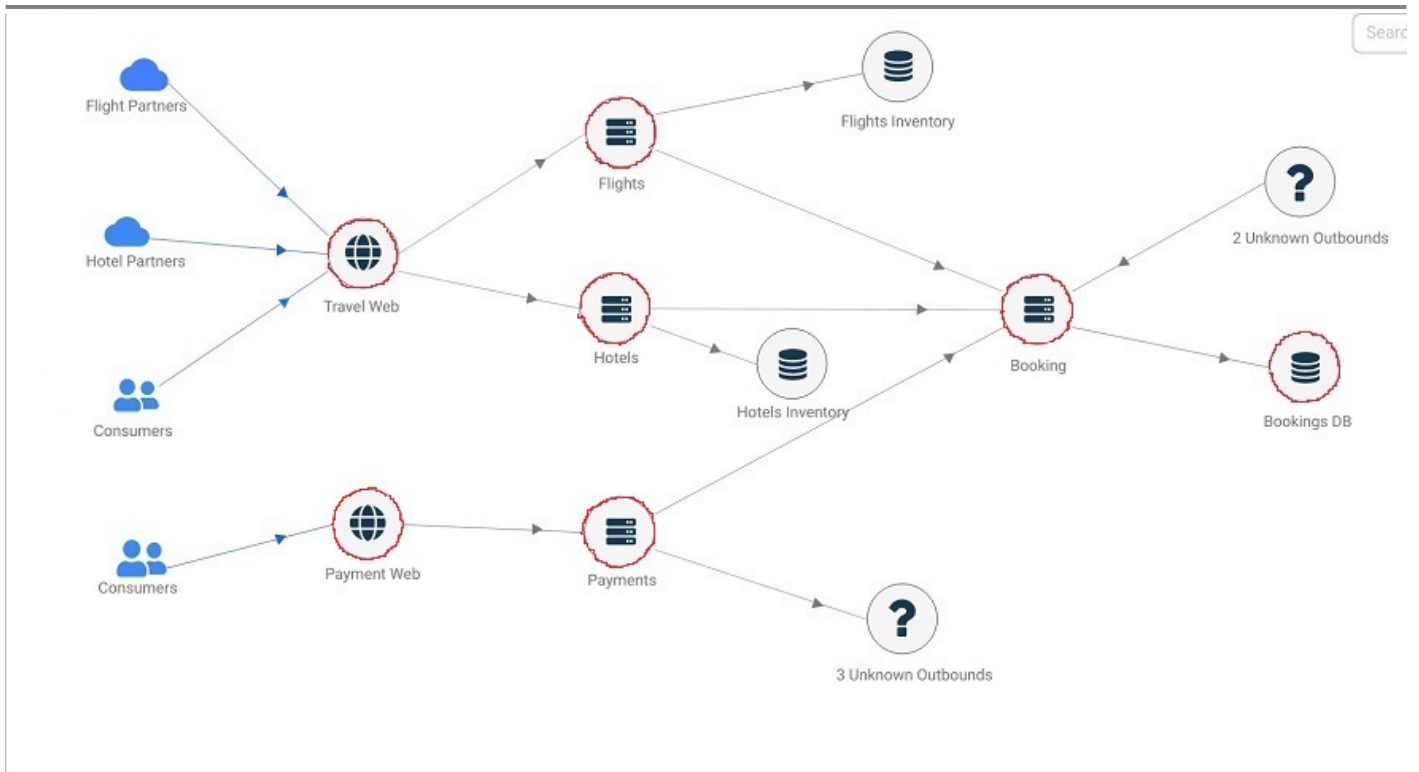 Searc
Flight Partners
Flights Inventory
Flights
2 Unknown Outbounds
Hotel Partners
Travel Web
Hotels
Booking
Hotels Inventory
Bookings DB
Consumers
Payment Web
Payments
Consumers
3 Unknown Outbounds